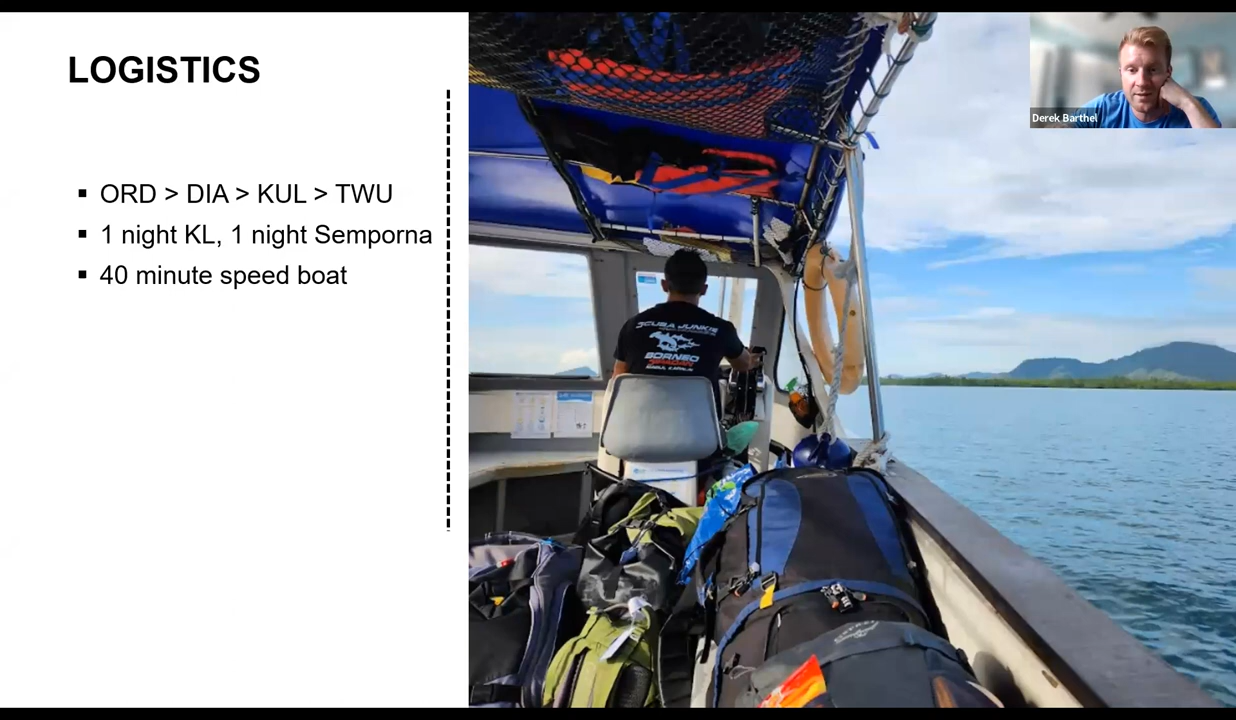 LOGISTICS
▪ ORD > DIA > KUL > TWU
▪ 1 night KL, 1 night Semporna
▪ 40 minute speed boat
Derek Barthel
SCUBA JUNKIE
BORNEO